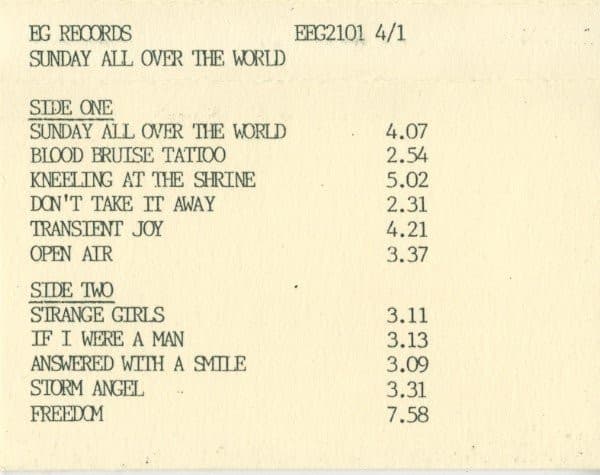 EG RECORDS EEG2101 4/1
SUNDAY ALL OVER THE WORLD
SIDE ONE
SUNDAY ALL OVER THE WORLD 4.07
BLOOD BRUISE TATTOO 2.54
KNEELING AT THE SHRINE 5.02
DON'T TAKE IT AWAY 2.31
TRANSIENT JOY 4.21
OPEN AIR 3.37
SIDE TWO
STRANGE GIRLS 3.11
IF I WERE A MAN 3.13
ANSWERED WITH A SMILE 3.09
STORM ANGEL 3.31
FREEDOM 7.58